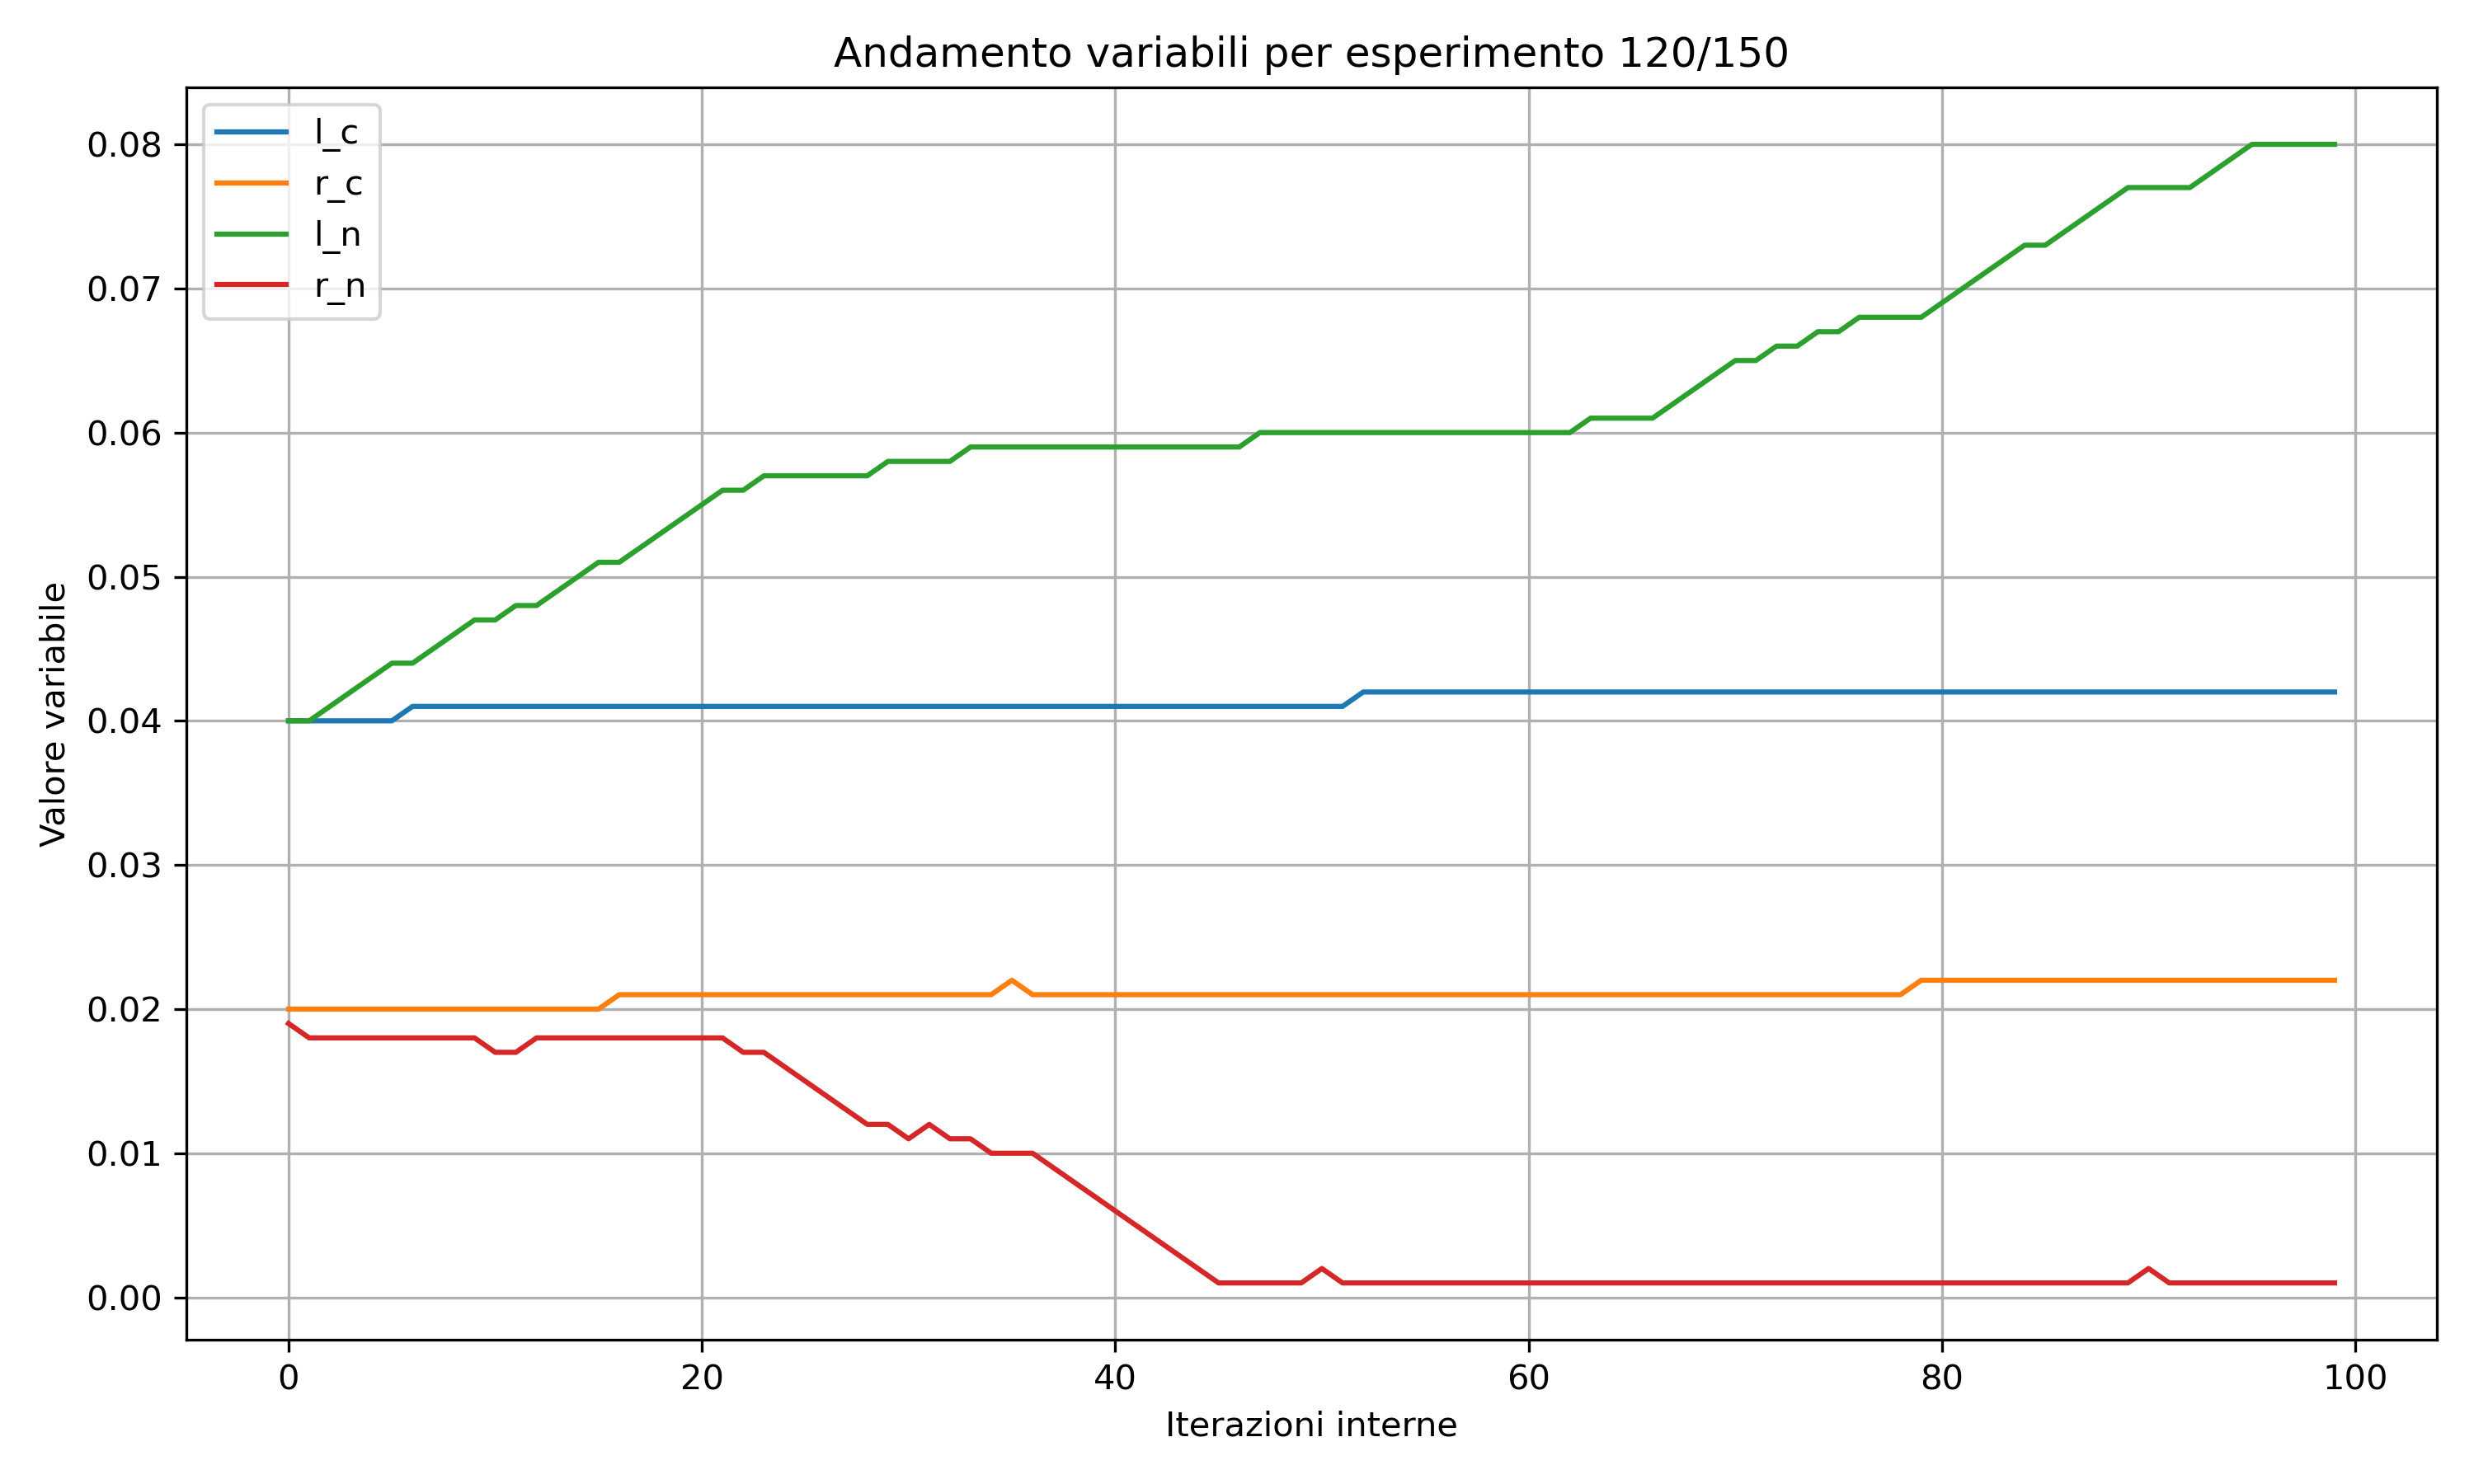 Andamento variabili per esperimento 120/150
l_c
r_c
l_n
r_n
0.08
0.07
0.06
0.05
0.04
0.03
0.02
0.01
0.00
Valore variabile
0 20 40 60 80 100
Iterazioni interne